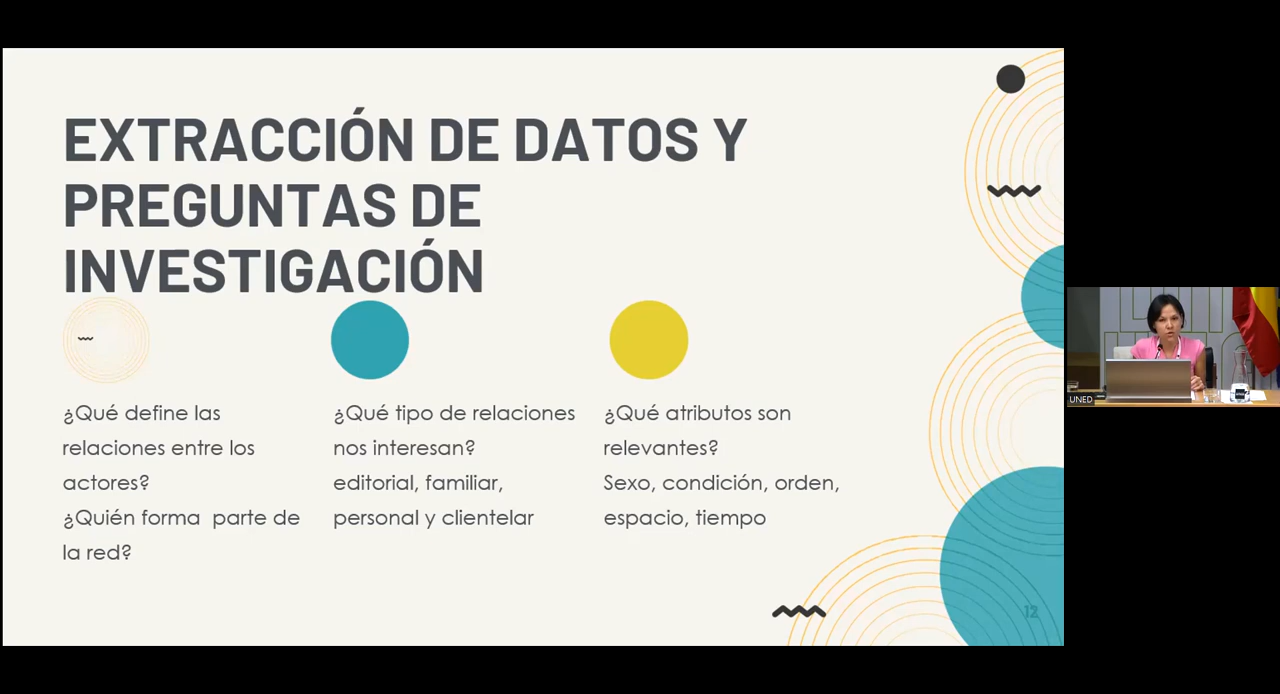 EXTRACCIÓN DE DATOS Y
PREGUNTAS DE
INVESTIGACIÓN
¿Qué define las
relaciones entre los
actores?
¿Quién forma parte de
la red?
¿Qué tipo de relaciones
nos interesan?
editorial, familiar,
personal y clientelar
¿Qué atributos son
relevantes?
Sexo, condición, orden,
espacio, tiempo
12
UNED